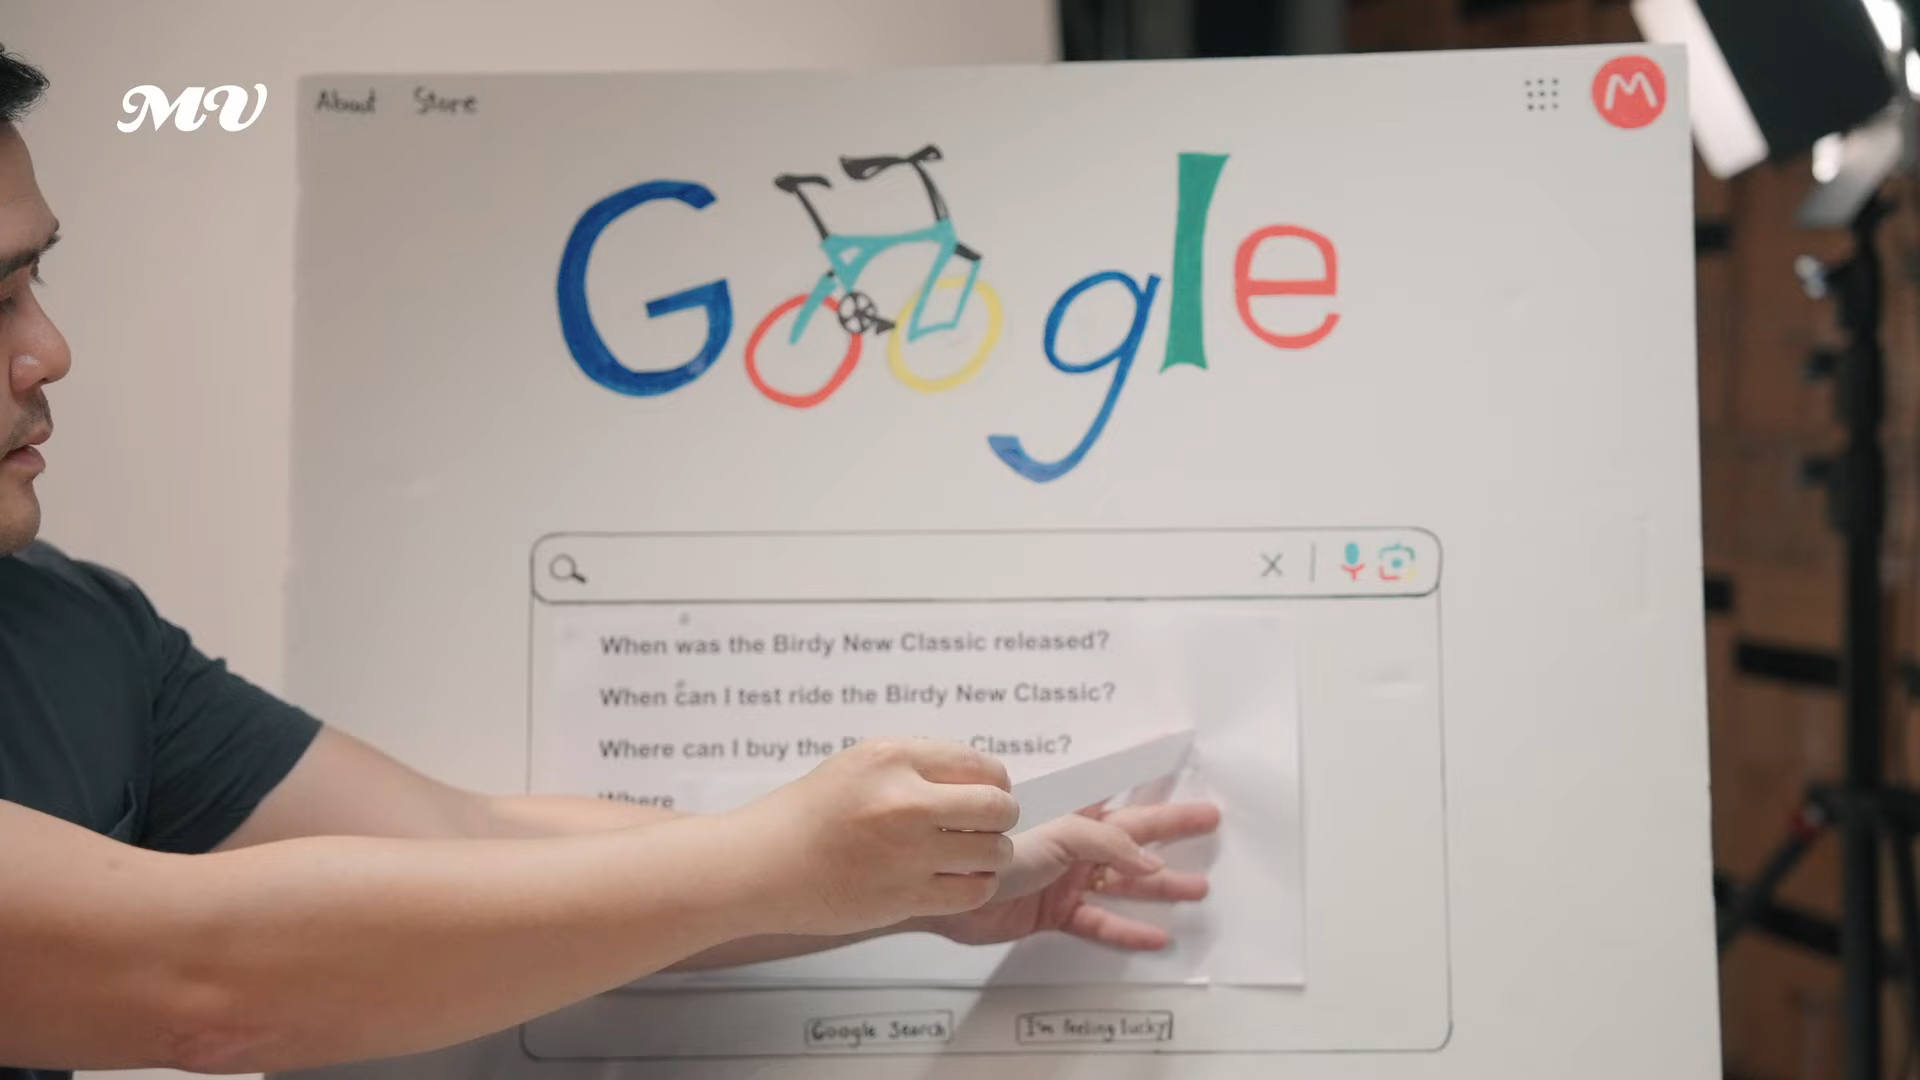 MV
About Store
M
Google
When was the Birdy New Classic released?
When can I test ride the Birdy New Classic?
Where can I buy the Classic?
Where
Google Search I'm feeling lucky